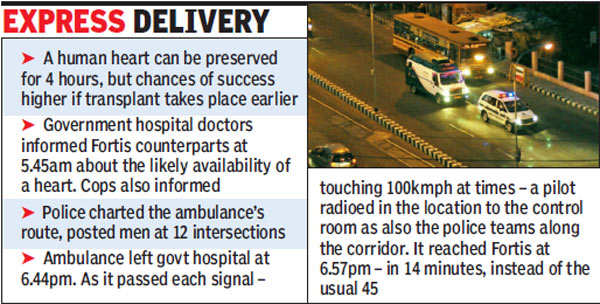 EXPRESS DELIVERY
➤ A human heart can be preserved
for 4 hours, but chances of success
higher if transplant takes place earlier
➤ Government hospital doctors
informed Fortis counterparts at
5.45am about the likely availability of
a heart. Cops also informed
➤ Police charted the ambulance's
route, posted men at 12 intersections
➤ Ambulance left govt hospital at
6.44pm. As it passed each signal –
touching 100kmph at times – a pilot
radioed in the location to the control
room as also the police teams along
the corridor. It reached Fortis at
6.57pm – in 14 minutes, instead of the
usual 45